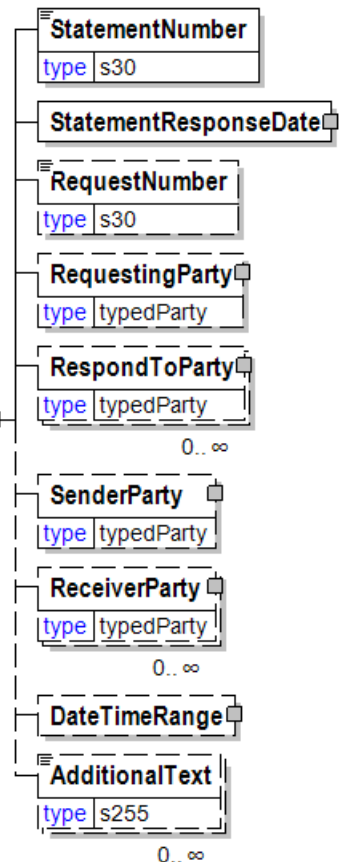 StatementNumber
type s30
StatementResponseDate
RequestNumber
type s30
RequestingParty
type typedParty
RespondToParty
type typedParty
0.. ∞
SenderParty
type typedParty
ReceiverParty
type typedParty
0.. ∞
DateTimeRange
AdditionalText
type s255
0.. ∞